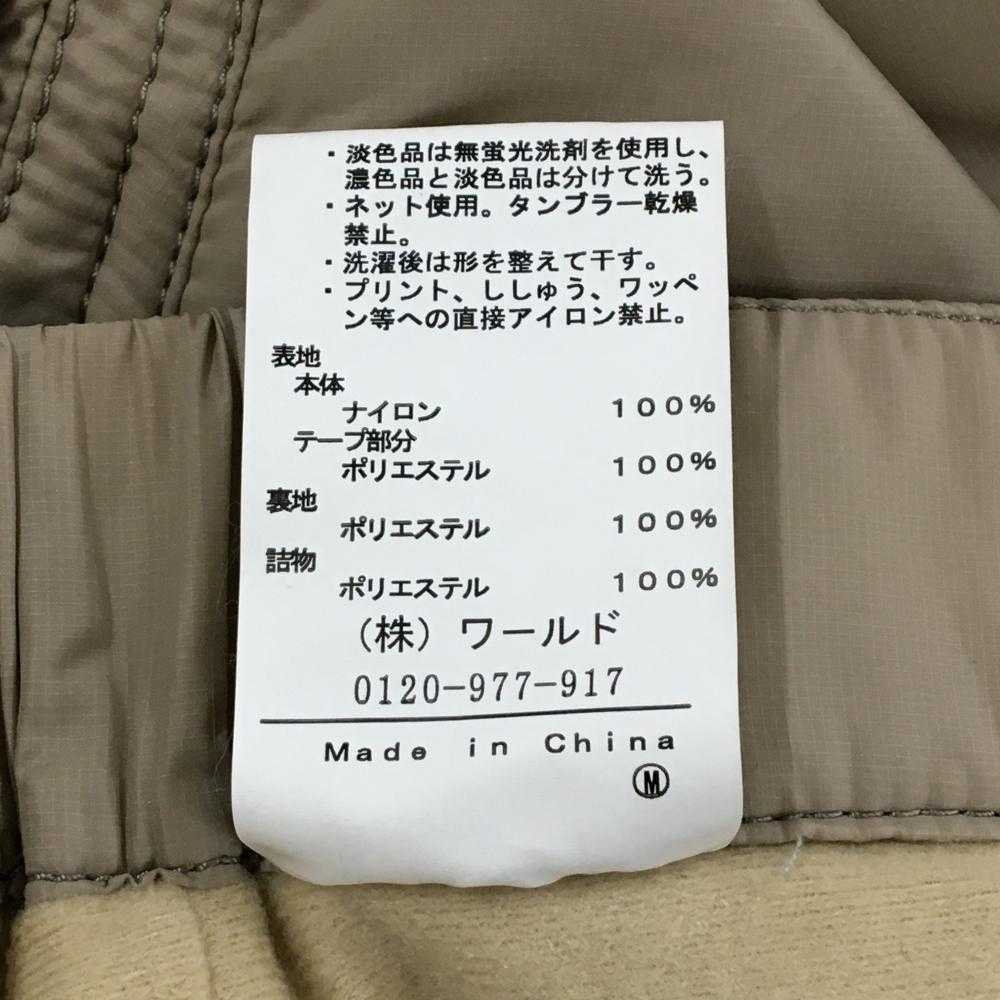 ・淡色品は無蛍光洗剤を使用し、
濃色品と淡色品は分けて洗う。
・ネット使用。タンブラー乾燥
禁止。
・洗濯後は形を整えて干す。
・プリント、ししゅう、ワッペ
ン等への直接アイロン禁止。
表地
本体
ナイロン 100%
テープ部分
ポリエステル 100%
裏地
ポリエステル 100%
詰物
ポリエステル 100%
(株)ワールド
0120-977-917
Made in China
Ⓜ